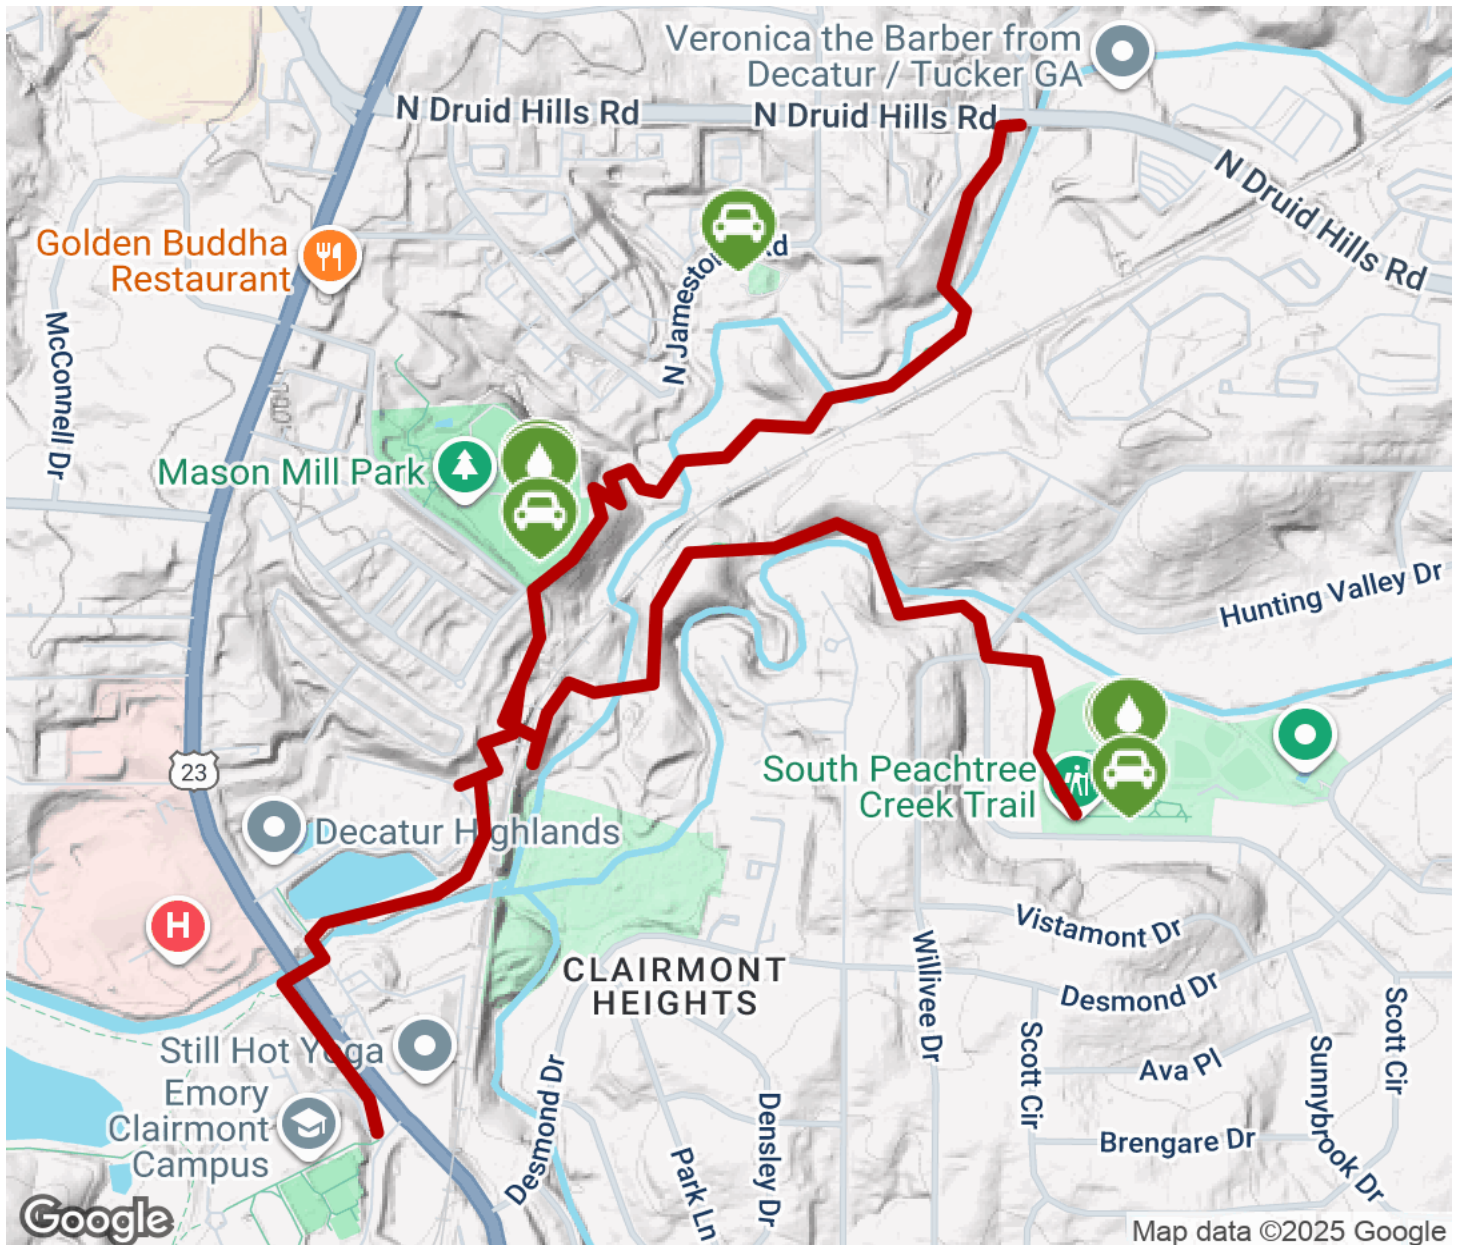 Veronica the Barber from
Decatur / Tucker GA
N Druid Hills Rd
N Druid Hills Rd
N Druid Hills Rd
Golden Buddha
Restaurant
N Jamestown Rd
McConnell Dr
Mason Mill Park
Hunting Valley Dr
23
South Peachtree
Creek Trail
Decatur Highlands
H
Vistamont Dr
Willivee Dr
CLAIRMONT
HEIGHTS
Desmond Dr
Scott Cir
Scott Cir
Still Hot Yoga
Ava Pl
Sunnybrook Dr
Emory
Clairmont
Campus
Desmond Dr
Densley Dr
Brengare Dr
Park Ln
Google
Map data ©2025 Google